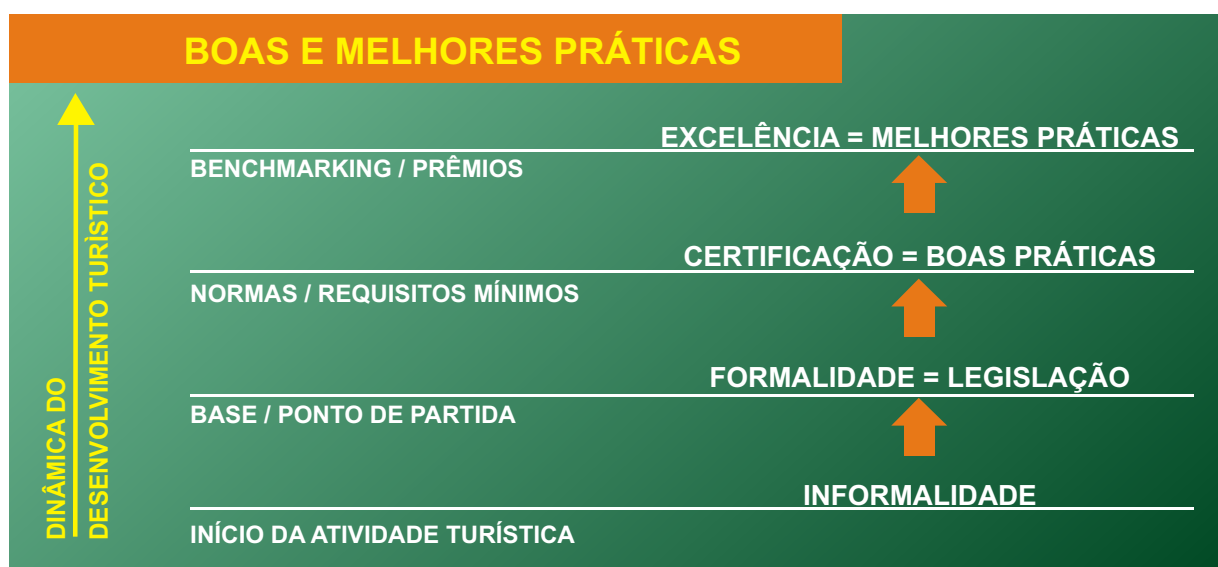 BOAS E MELHORES PRÁTICAS
EXCELÊNCIA = MELHORES PRÁTICAS
BENCHMARKING / PRÊMIOS
CERTIFICAÇÃO = BOAS PRÁTICAS
NORMAS / REQUISITOS MÍNIMOS
FORMALIDADE = LEGISLAÇÃO
BASE / PONTO DE PARTIDA
INFORMALIDADE
INÍCIO DA ATIVIDADE TURÍSTICA
DINÂMICA DO
DESENVOLVIMENTO TURÌSTICO